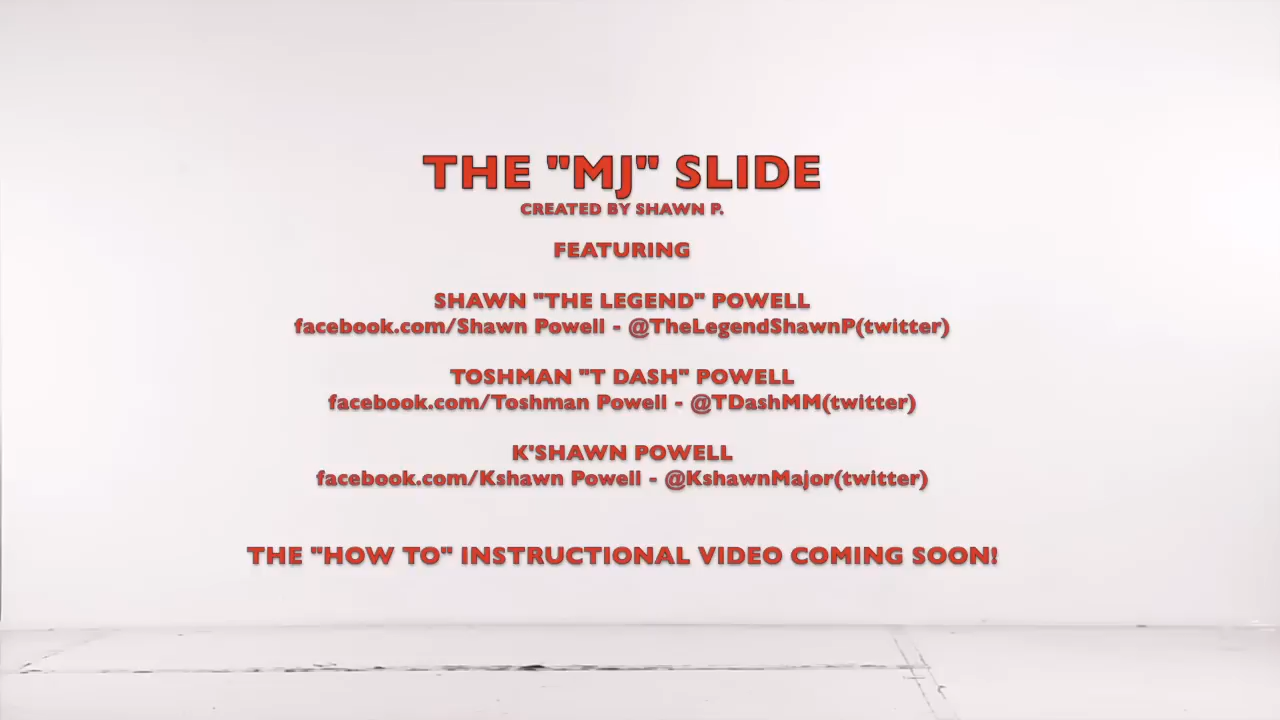 THE "MJ" SLIDE
CREATED BY SHAWN P.
FEATURING
SHAWN "THE LEGEND" POWELL
facebook.com/Shawn Powell - @TheLegendShawnP(twitter)
TOSHMAN "T DASH" POWELL
facebook.com/Toshman Powell - @TDashMM(twitter)
K'SHAWN POWELL
facebook.com/Kshawn Powell - @KshawnMajor(twitter)
THE "HOW TO" INSTRUCTIONAL VIDEO COMING SOON!